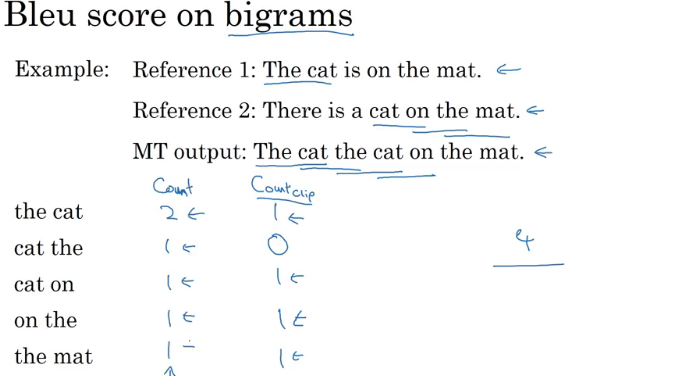 Bleu score on bigrams
Example: Reference 1: The cat is on the mat. ←
Reference 2: There is a cat on the mat. ←
MT output: The cat the cat on the mat. ←
Count Countclip
the cat 2 ← 1 ←
cat the 1 ← 0
4
cat on 1 ← 1 ←
on the 1 ← 1 ←
the mat 1 ← 1 ←